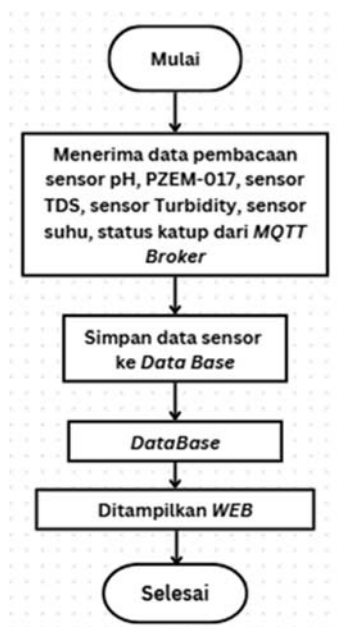 Mulai
Menerima data pembacaan
sensor pH, PZEM-017, sensor
TDS, sensor Turbidity, sensor
suhu, status katup dari MQTT
Broker
Simpan data sensor
ke Data Base
DataBase
Ditampilkan WEB
Selesai